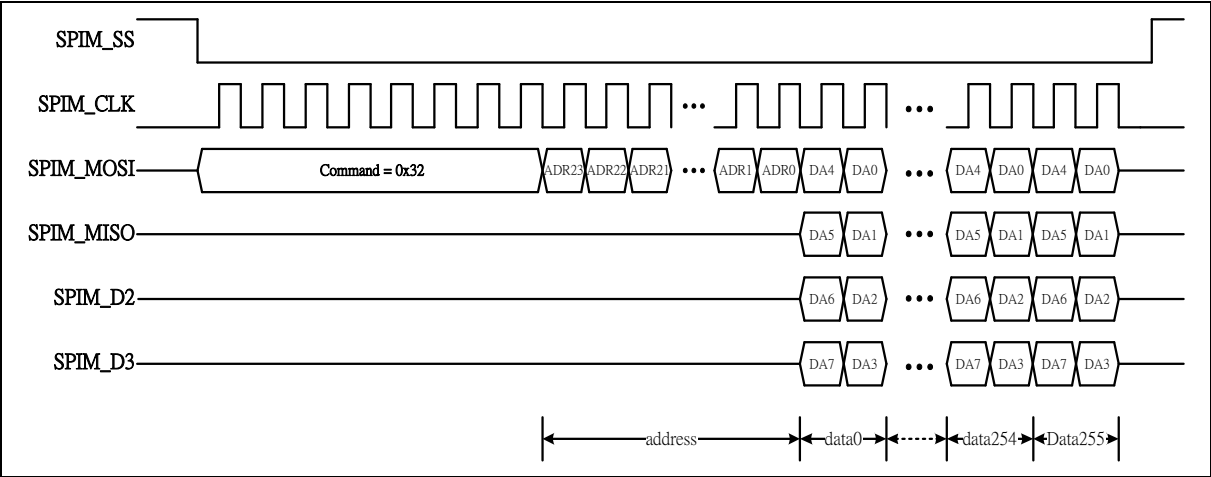 SPIM_SS
SPIM_CLK ... ...
SPIM_MOSI Command = 0x32 ADR23 ADR22 ADR21 ... ADR1 ADR0 DA4 DA0 ... DA4 DA0 DA4 DA0
SPIM_MISO DA5 DA1 ... DA5 DA1 DA5 DA1
SPIM_D2 DA6 DA2 ... DA6 DA2 DA6 DA2
SPIM_D3 DA7 DA3 ... DA7 DA3 DA7 DA3
address data0 data254 Data255